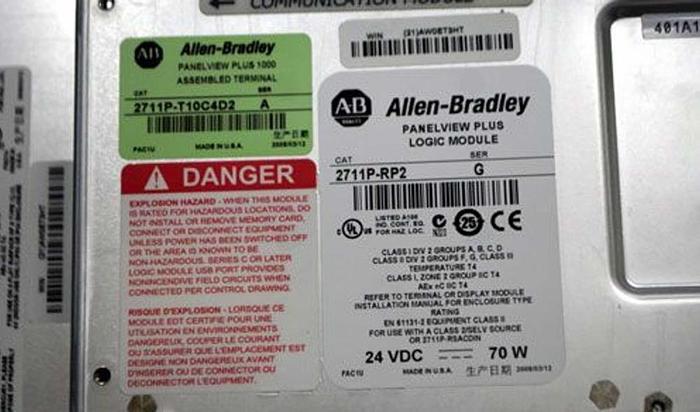 COMMUNICATION MODULE
WIN (21)AW0ET3HT
401A1
AB Allen-Bradley
PANELVIEW PLUS 1000
ASSEMBLED TERMINAL
CAT SER
2711P-T10C4D2 A
生产日期
FAC1U MADE IN U.S.A. 2009/03/12
DANGER
EXPLOSION HAZARD - WHEN THIS MODULE
IS RATED FOR HAZARDOUS LOCATIONS, DO
NOT INSTALL OR REMOVE MEMORY CARD,
CONNECT OR DISCONNECT EQUIPMENT
UNLESS POWER HAS BEEN SWITCHED OFF
OR THE AREA IS KNOWN TO BE
NON-HAZARDOUS. SERIES C OR LATER
LOGIC MODULE USB PORT PROVIDES
NONINCENDIVE FIELD CIRCUITS WHEN
CONNECTED PER CONTROL DRAWING.
RISQUE D'EXPLOSION - LORSQUE CE
MODULE EDT CERTIFIE POUR UNE
UTILISATION EN ENVIRONNEMENTS
DANGEREUX, COUPER LE COURANT
OU S'ASSURER QUE L'EMPLACEMENT EST
DESIGNE NON DANGEREUX AVANT
D'INSERER OU DE CONNECTOR OU
DECONNECTOR L'EQUIPEMENT.
AB Allen-Bradley
QUALITY
PANELVIEW PLUS
LOGIC MODULE
CAT SER
2711P-RP2 G
c UL US LISTED A196
IND. CONT. EQ.
FOR HAZ. LOC.
N223
25
CE
CLASS I DIV 2 GROUPS A, B, C, D
CLASS II DIV 2 GROUPS F, G, CLASS III
TEMPERATURE T4
CLASS I, ZONE 2 GROUP IIC T4
AEx nC IIC T4
REFER TO TERMINAL OR DISPLAY MODULE
INSTALLATION MANUAL FOR ENCLOSURE TYPE
RATING
EN 61131-2 EQUIPMENT CLASS II
FOR USE WITH A CLASS 2/SELV SOURCE
OR 2711P-RSACDIN
24 VDC 70 W
FAC1U MADE IN U.S.A. 生产日期 2009/03/12